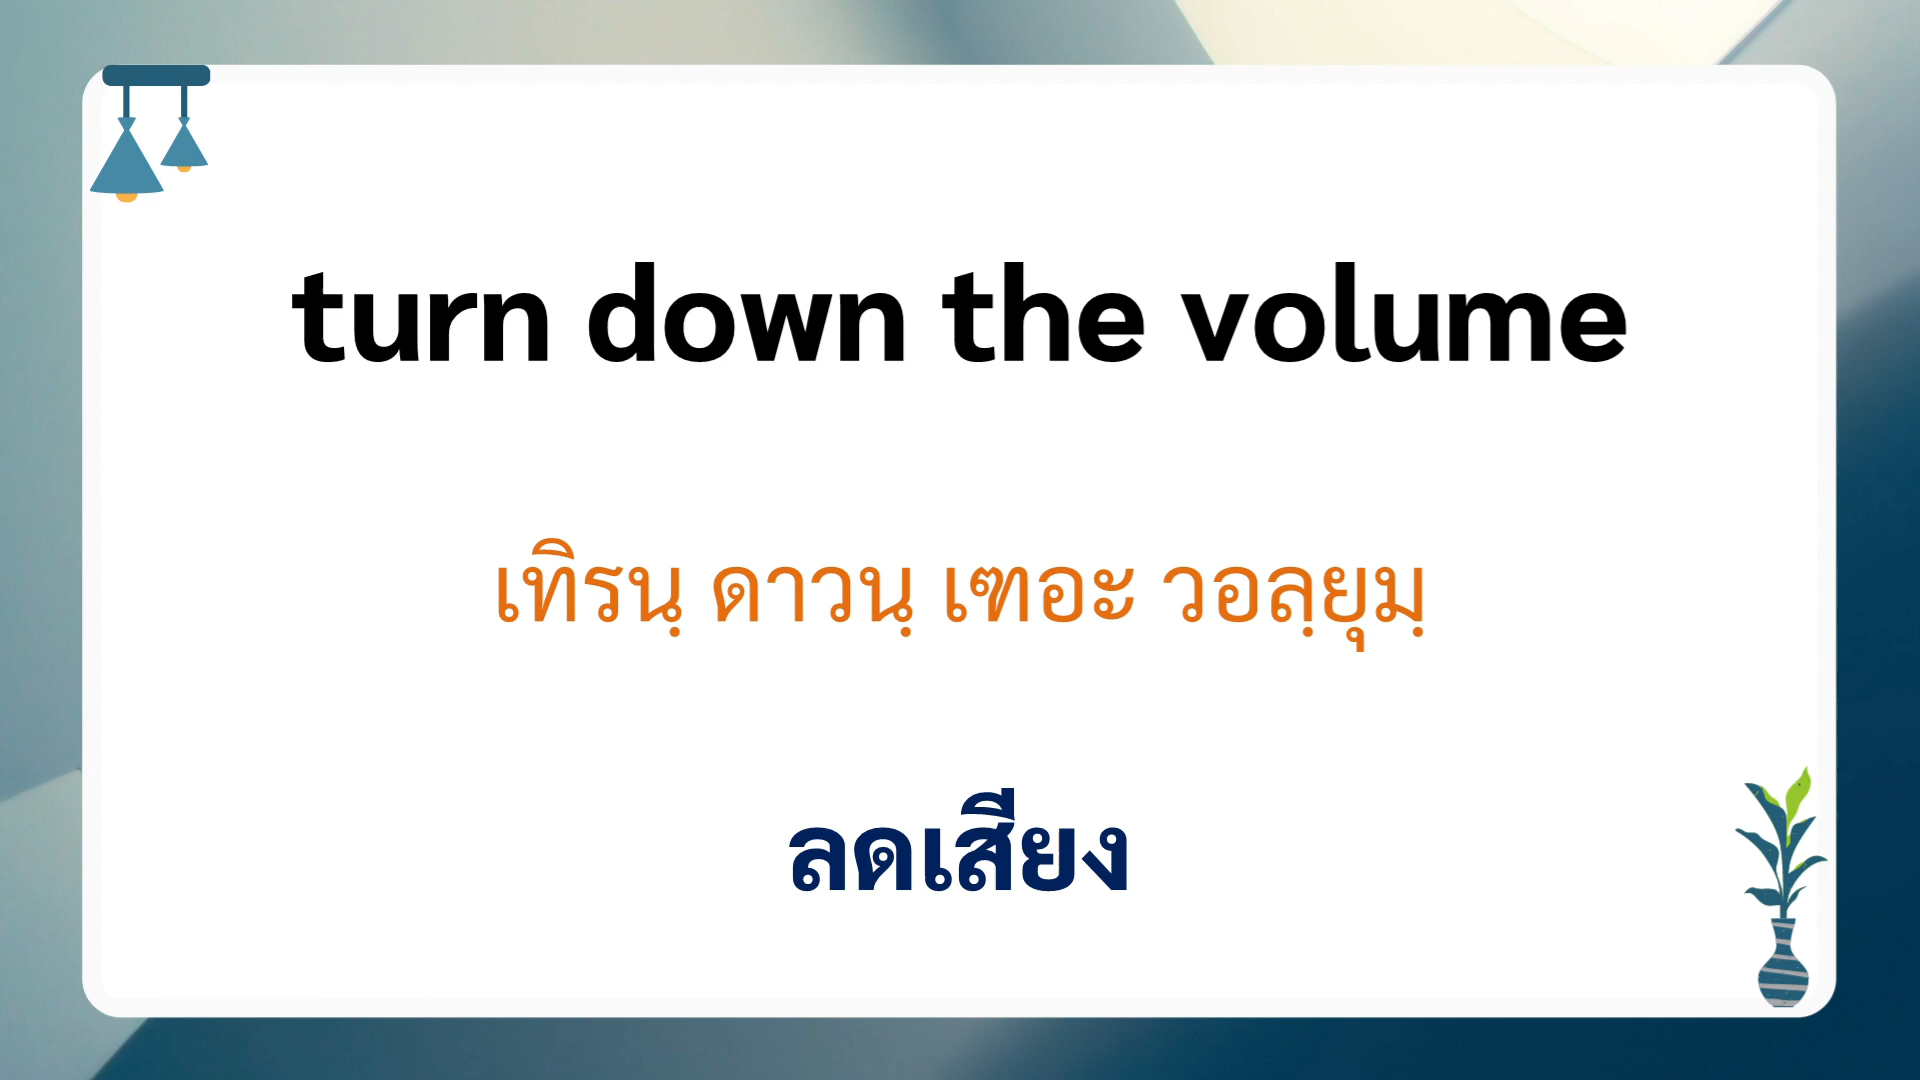 turn down the volume
เทิรนฺ ดาวนฺ เฑอะ วอลฺยุมฺ
ลดเสียง